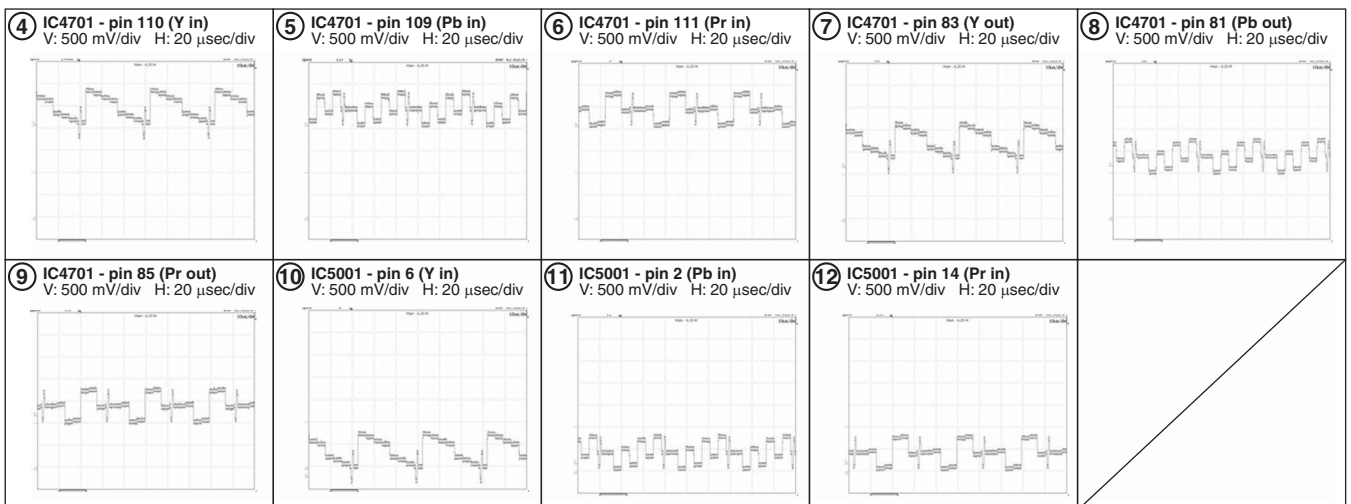 ④ IC4701 - pin 110 (Y in)
V: 500 mV/div H: 20 μsec/div
⑤ IC4701 - pin 109 (Pb in)
V: 500 mV/div H: 20 μsec/div
⑥ IC4701 - pin 111 (Pr in)
V: 500 mV/div H: 20 μsec/div
⑦ IC4701 - pin 83 (Y out)
V: 500 mV/div H: 20 μsec/div
⑧ IC4701 - pin 81 (Pb out)
V: 500 mV/div H: 20 μsec/div
⑨ IC4701 - pin 85 (Pr out)
V: 500 mV/div H: 20 μsec/div
⑩ IC5001 - pin 6 (Y in)
V: 500 mV/div H: 20 μsec/div
⑪ IC5001 - pin 2 (Pb in)
V: 500 mV/div H: 20 μsec/div
⑫ IC5001 - pin 14 (Pr in)
V: 500 mV/div H: 20 μsec/div